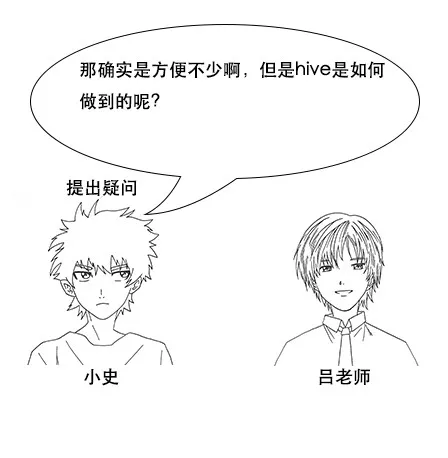 那确实是方便不少啊，但是hive是如何
做到的呢？
提出疑问
小史
吕老师